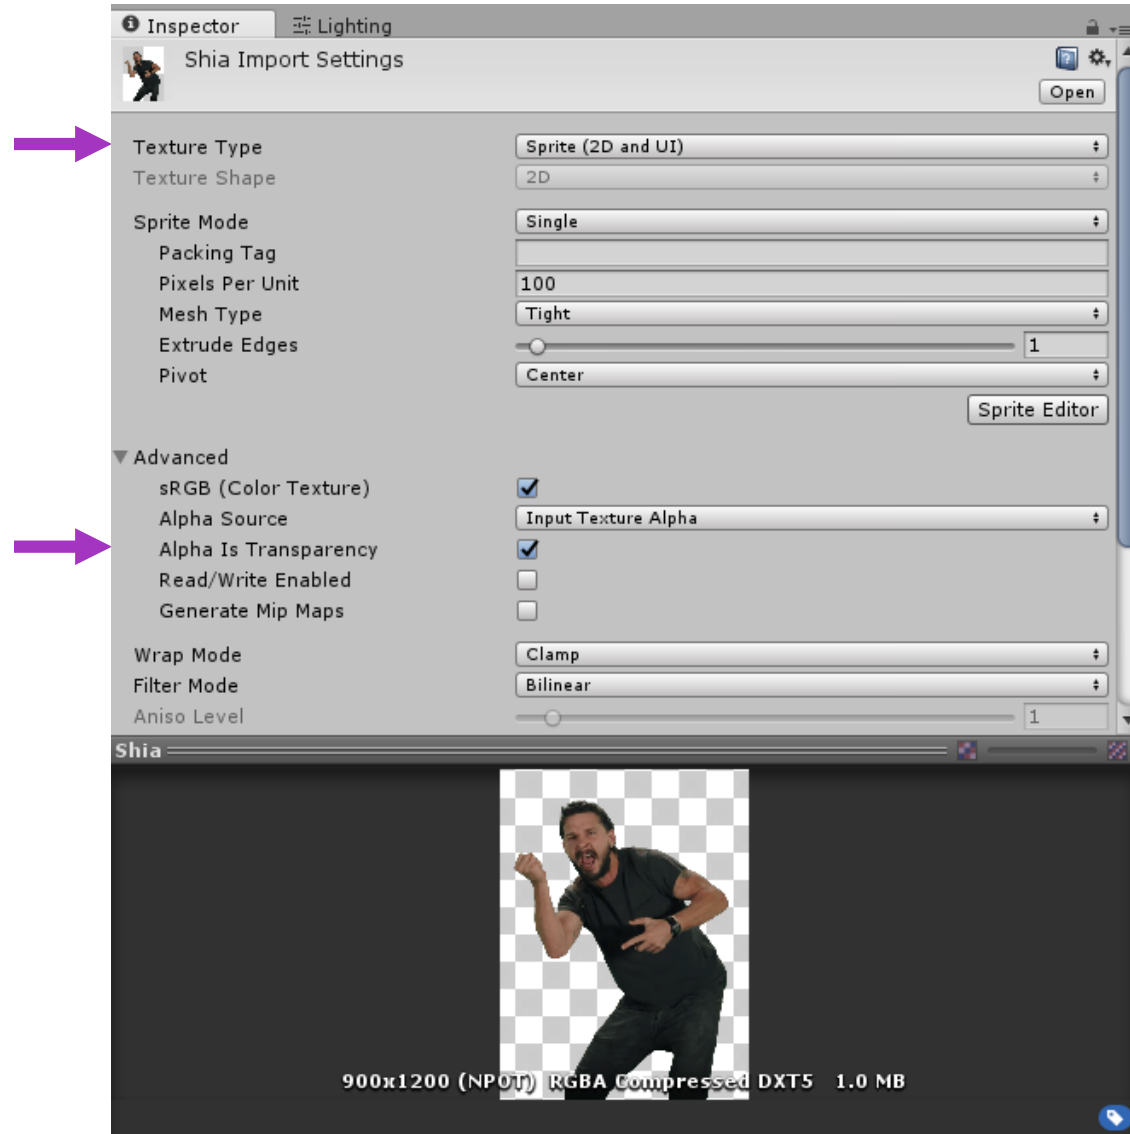 Inspector Lighting
Shia Import Settings
Open
Texture Type Sprite (2D and UI)
Texture Shape 2D
Sprite Mode Single
Packing Tag
Pixels Per Unit 100
Mesh Type Tight
Extrude Edges 1
Pivot Center
Sprite Editor
Advanced
sRGB (Color Texture)
Alpha Source Input Texture Alpha
Alpha Is Transparency
Read/Write Enabled
Generate Mip Maps
Wrap Mode Clamp
Filter Mode Bilinear
Aniso Level 1
Shia
900x1200 (NPOT) RGBA Compressed DXT5 1.0 MB